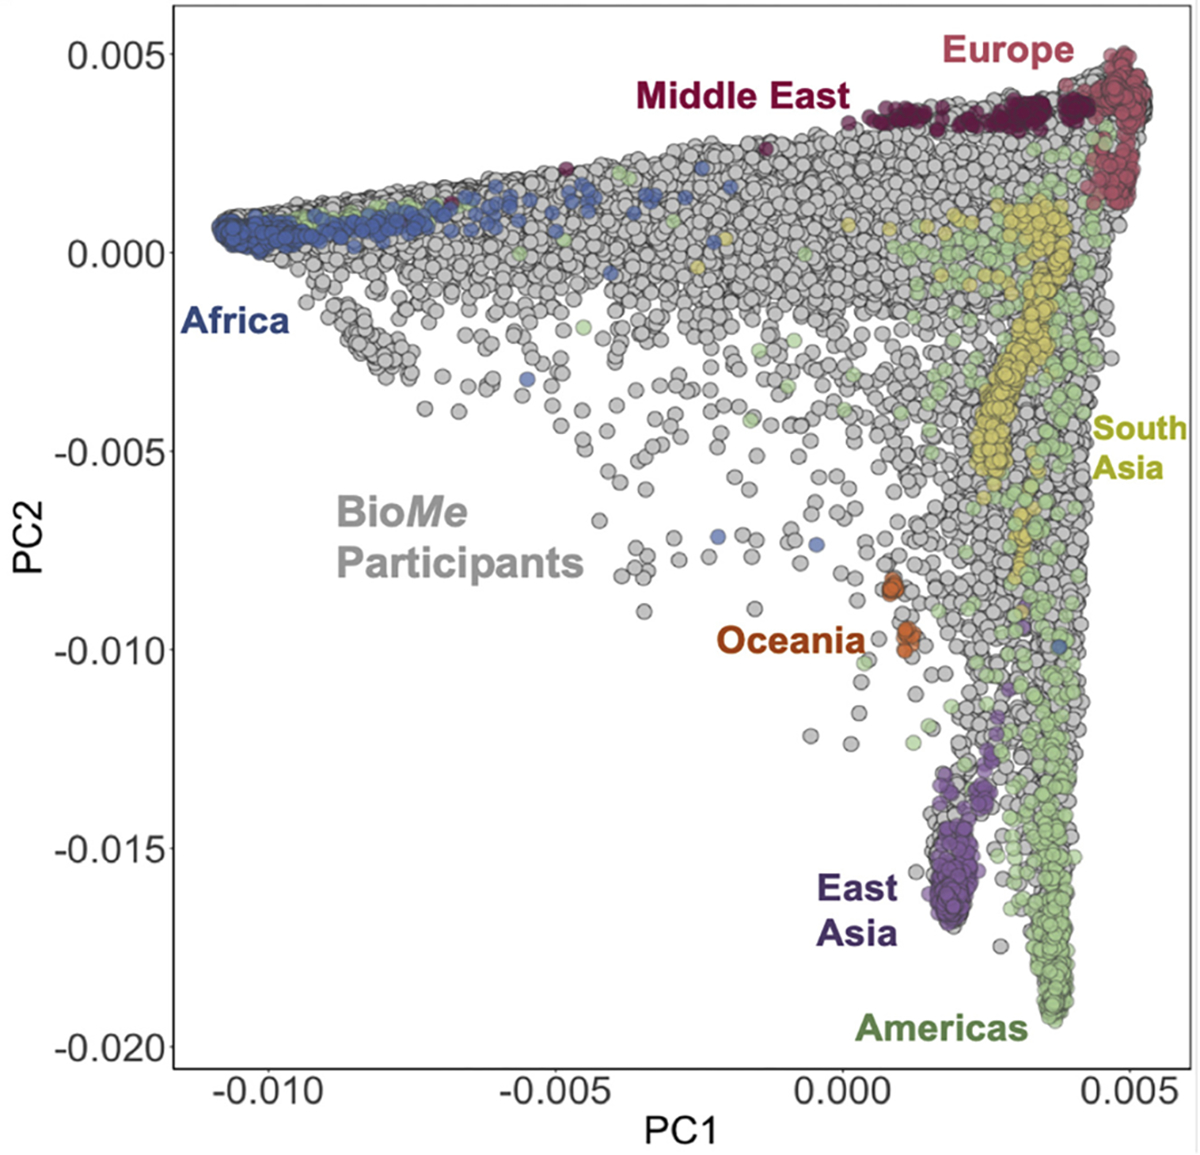 0.005
0.000
-0.005
-0.010
-0.015
-0.020
PC2
Europe
Middle East
Africa
South
Asia
BioMe
Participants
Oceania
East
Asia
Americas
-0.010
-0.005
0.000
0.005
PC1